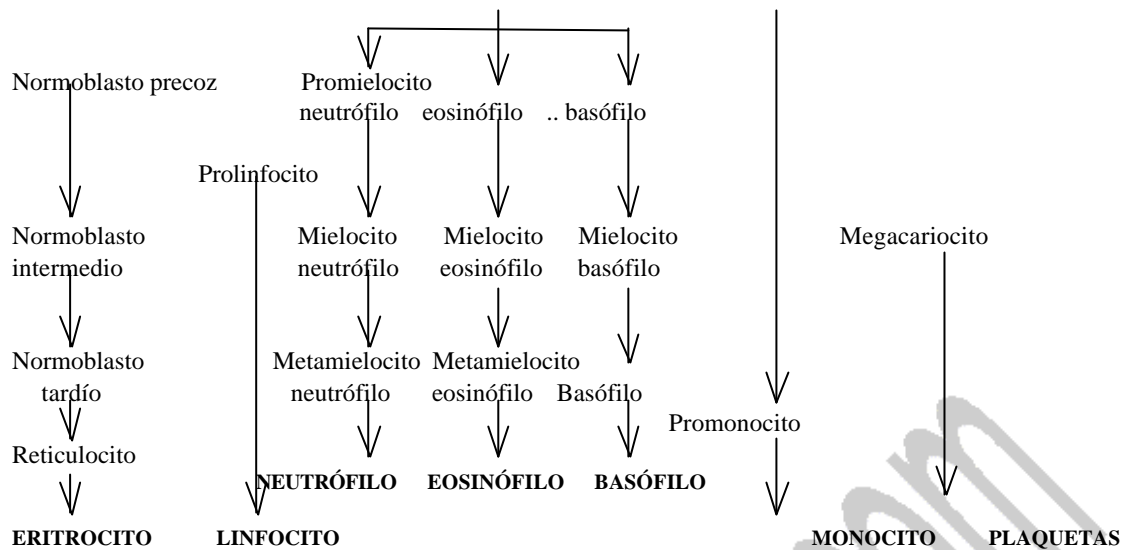 Normoblasto precoz Promielocito
neutrófilo eosinófilo .. basófilo
Prolinfocito
Normoblasto Mielocito Mielocito Mielocito Megacariocito
intermedio neutrófilo eosinófilo basófilo
Normoblasto Metamielocito Metamielocito
tardío neutrófilo eosinófilo Basófilo
Promonocito
Reticulocito
NEUTRÓFILO EOSINÓFILO BASÓFILO
ERITROCITO LINFOCITO MONOCITO PLAQUETAS